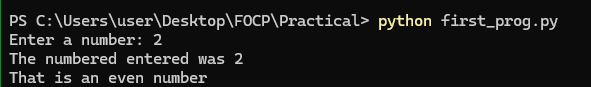 PS C:\Users\user\Desktop\FOCP\Practical> python first_prog.py
Enter a number: 2
The numbered entered was 2
That is an even number